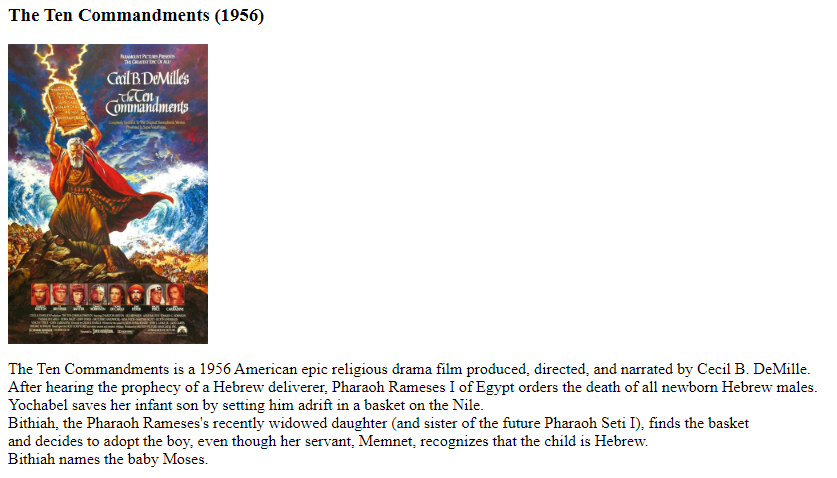 The Ten Commandments (1956)
PARAMOUNT PICTURES PRESENTS
THE GREATEST EPIC OF ALL!
Cecil B. DeMille's
The Ten
Commandments
The Ten Commandments is a 1956 American epic religious drama film produced, directed, and narrated by Cecil B. DeMille.
After hearing the prophecy of a Hebrew deliverer, Pharaoh Rameses I of Egypt orders the death of all newborn Hebrew males.
Yochabel saves her infant son by setting him adrift in a basket on the Nile.
Bithiah, the Pharaoh Rameses's recently widowed daughter (and sister of the future Pharaoh Seti I), finds the basket
and decides to adopt the boy, even though her servant, Memnet, recognizes that the child is Hebrew.
Bithiah names the baby Moses.